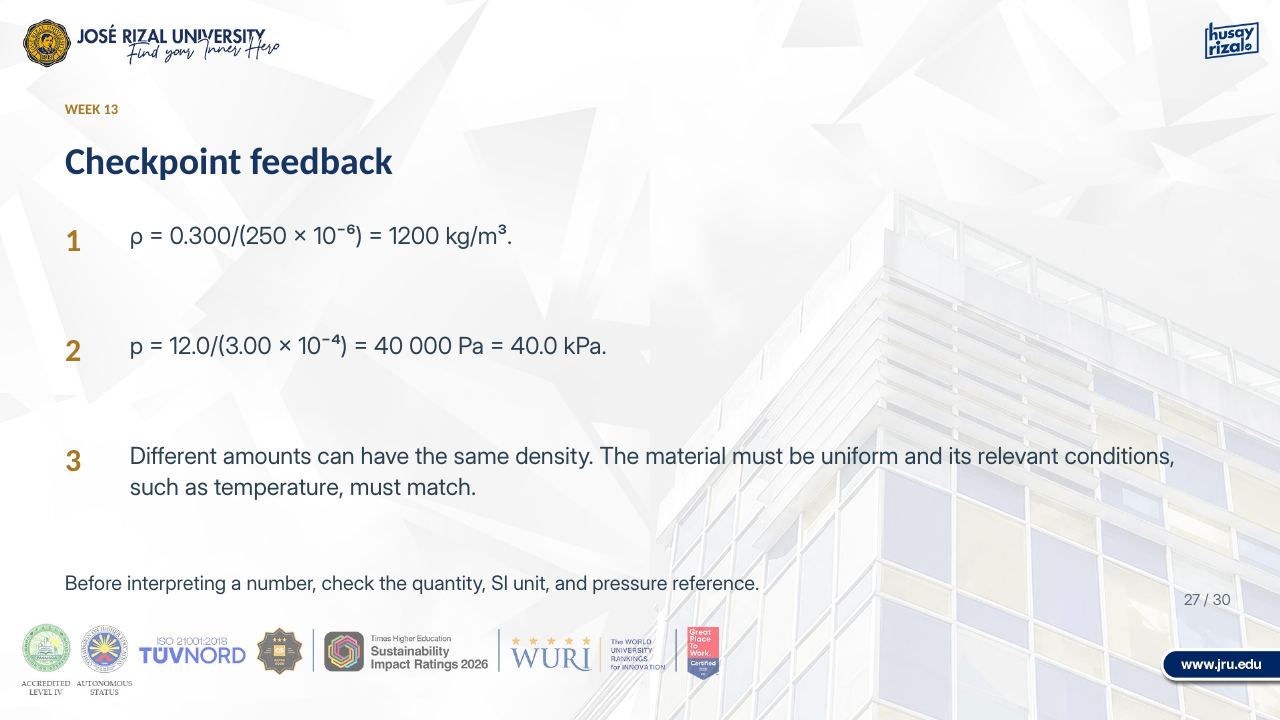 JOSÉ RIZAL UNIVERSITY
Find your Inner Hero
husay
rizal
WEEK 13
Checkpoint feedback
1 ρ = 0.300/(250 × 10⁻⁶) = 1200 kg/m³.
2 p = 12.0/(3.00 × 10⁻⁴) = 40 000 Pa = 40.0 kPa.
3 Different amounts can have the same density. The material must be uniform and its relevant conditions,
such as temperature, must match.
Before interpreting a number, check the quantity, SI unit, and pressure reference.
27 / 30
ACCREDITED
LEVEL IV
AUTONOMOUS
STATUS
ISO 21001:2018
TÜVNORD
Times Higher Education
Sustainability
Impact Ratings 2026
WURI
The WORLD
UNIVERSITY
RANKINGS
for INNOVATION
Great
Place
To
Work.
Certified
www.jru.edu